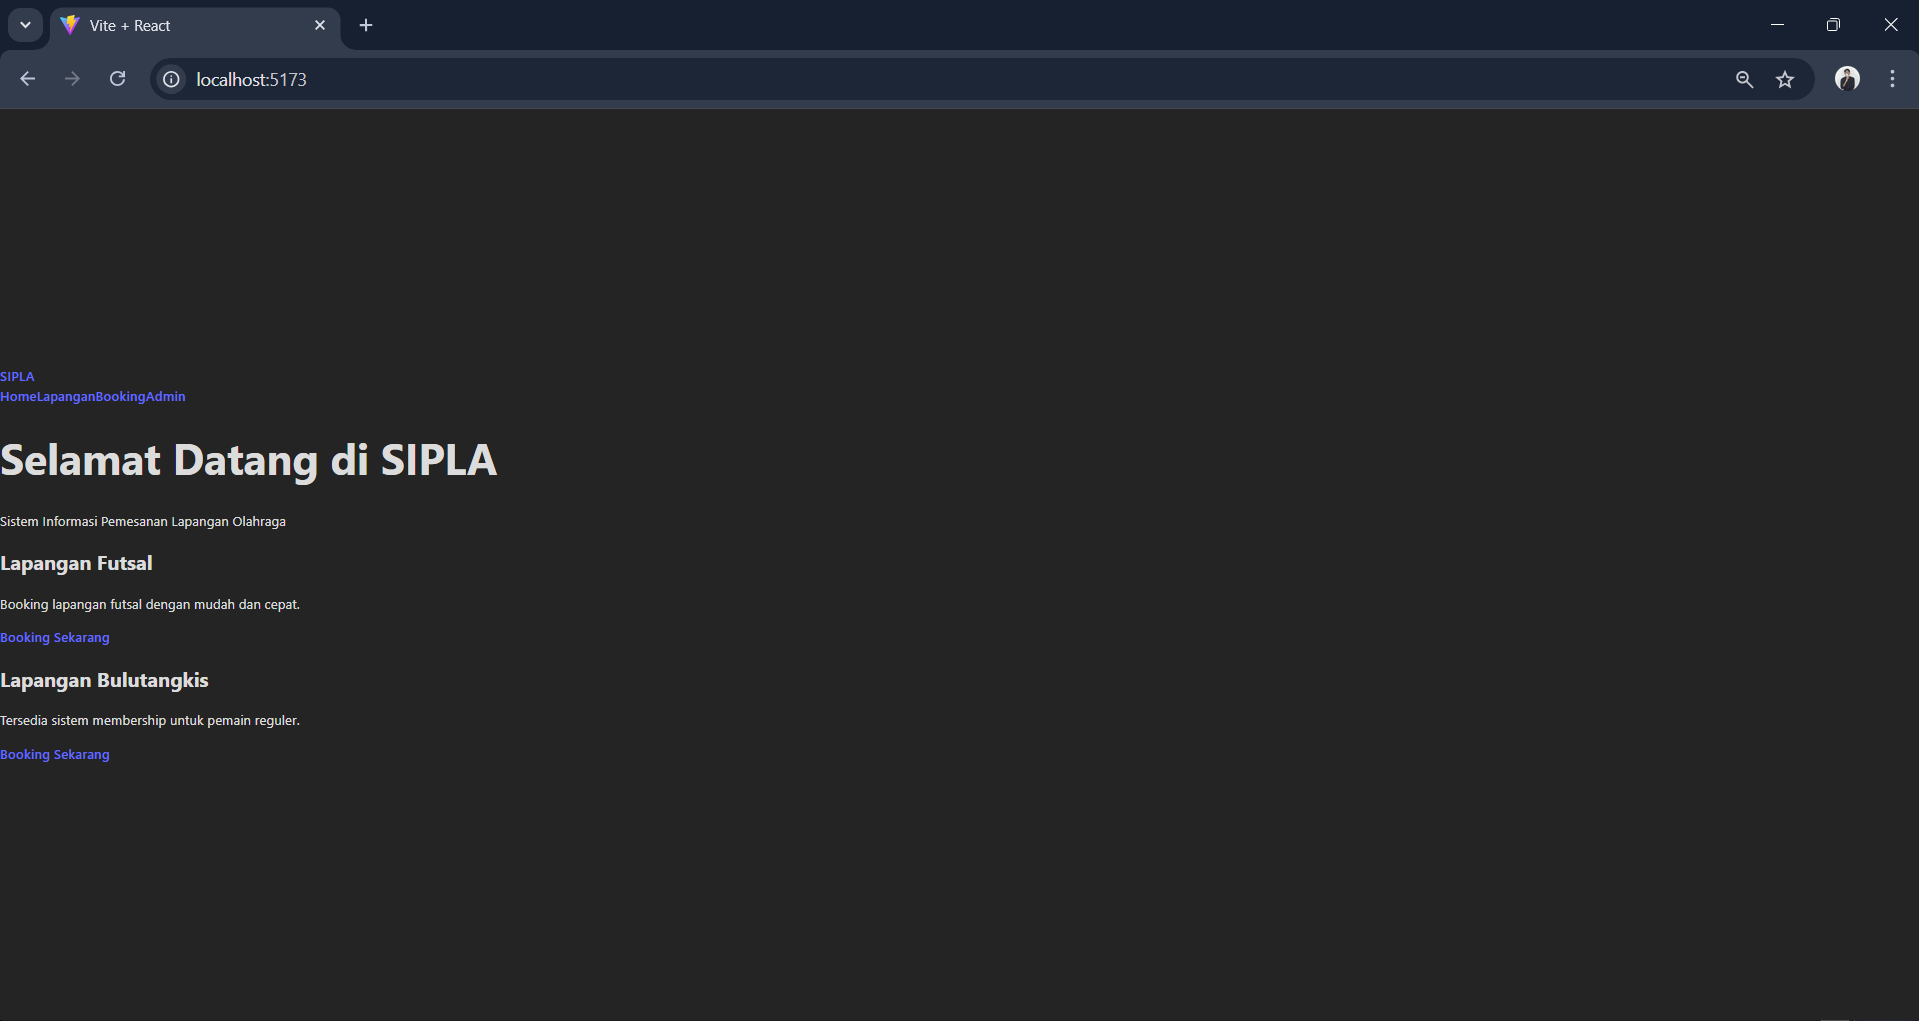 Vite + React
localhost:5173
SIPLA
HomeLapanganBookingAdmin
Selamat Datang di SIPLA
Sistem Informasi Pemesanan Lapangan Olahraga
Lapangan Futsal
Booking lapangan futsal dengan mudah dan cepat.
Booking Sekarang
Lapangan Bulutangkis
Tersedia sistem membership untuk pemain reguler.
Booking Sekarang